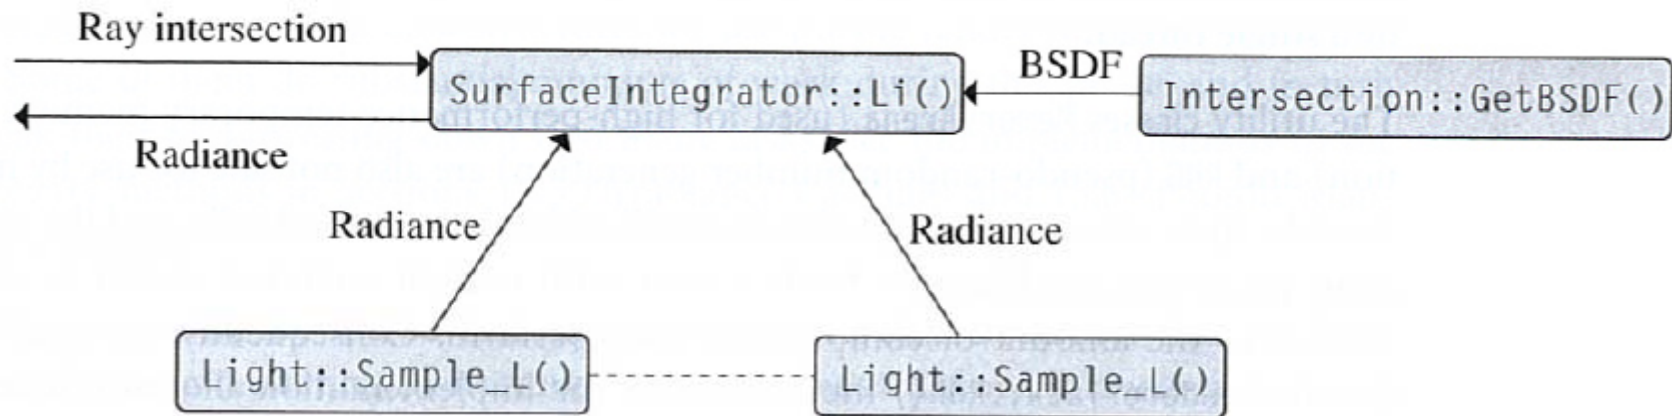 Ray intersection
SurfaceIntegrator::Li()
BSDF
Intersection::GetBSDF()
Radiance
Radiance
Radiance
Light::Sample_L()
Light::Sample_L()